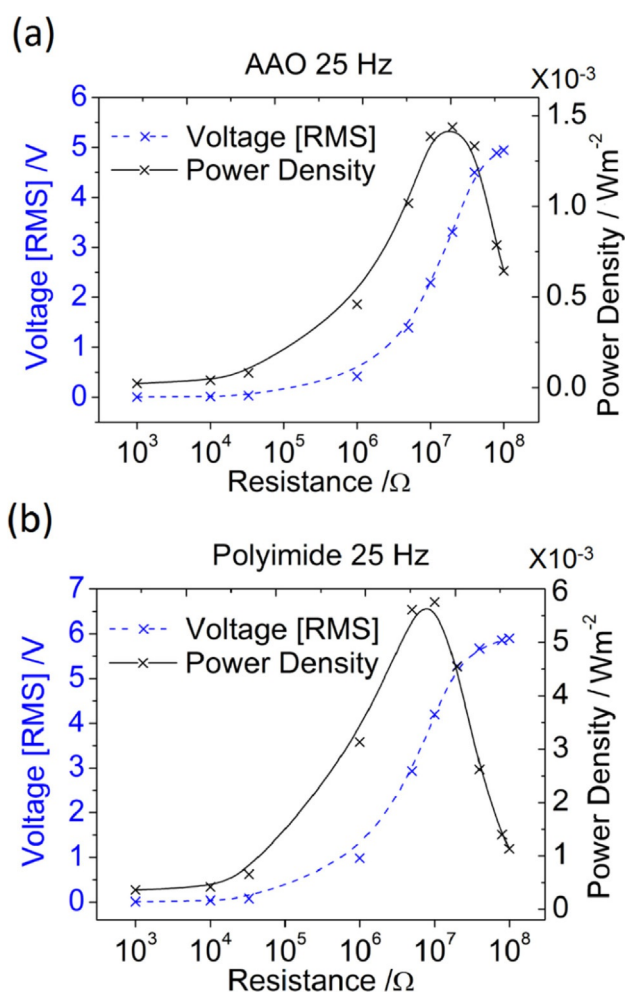 (a)
AAO 25 Hz
X10⁻³
Voltage [RMS]
Power Density
Voltage [RMS] /V
6
5
4
3
2
1
0
1.5
1.0
0.5
0.0
Power Density / Wm⁻²
10³ 10⁴ 10⁵ 10⁶ 10⁷ 10⁸
Resistance /Ω
(b)
Polyimide 25 Hz
X10⁻³
Voltage [RMS]
Power Density
Voltage [RMS] /V
7
6
5
4
3
2
1
0
6
5
4
3
2
1
0
Power Density / Wm⁻²
10³ 10⁴ 10⁵ 10⁶ 10⁷ 10⁸
Resistance /Ω